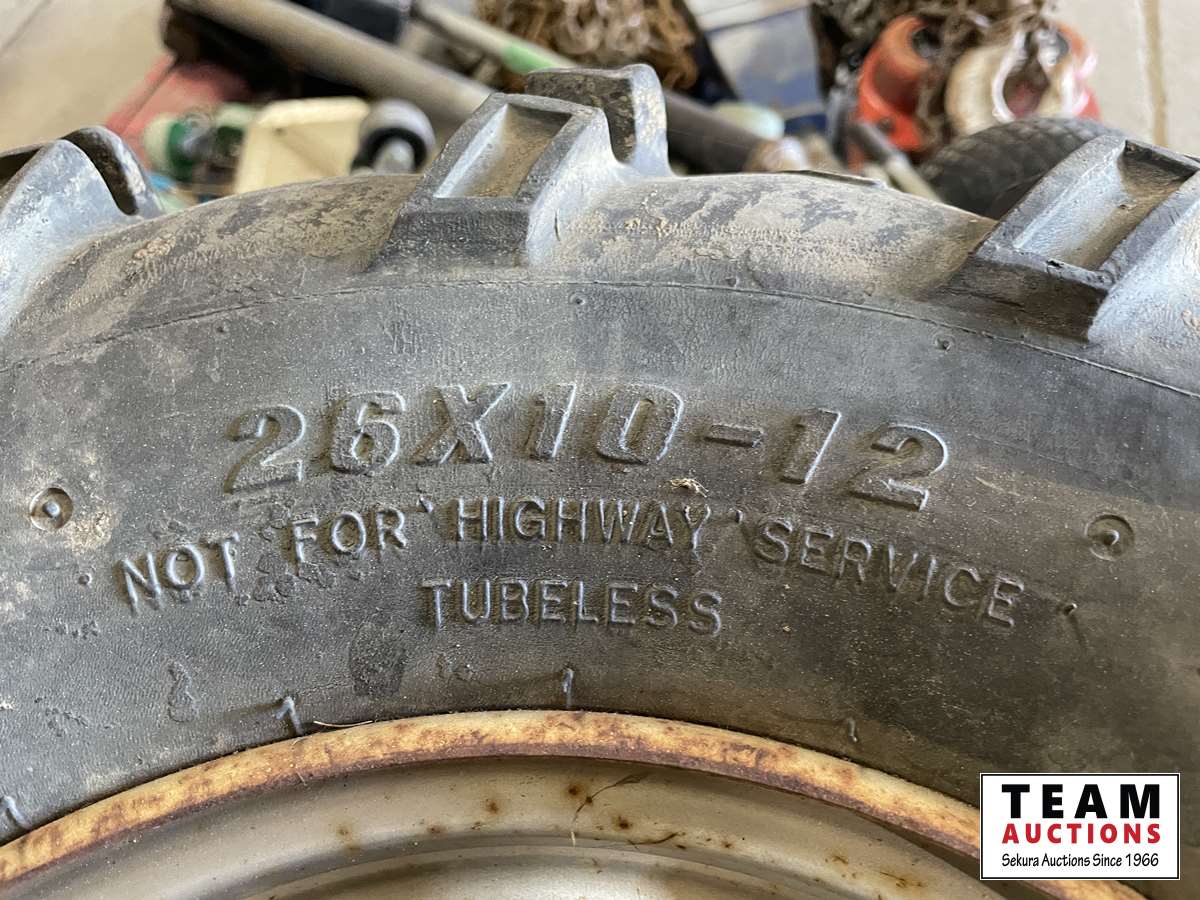 26X10-12
NOT FOR HIGHWAY SERVICE
TUBELESS
TEAM
AUCTIONS
Sekura Auctions Since 1966